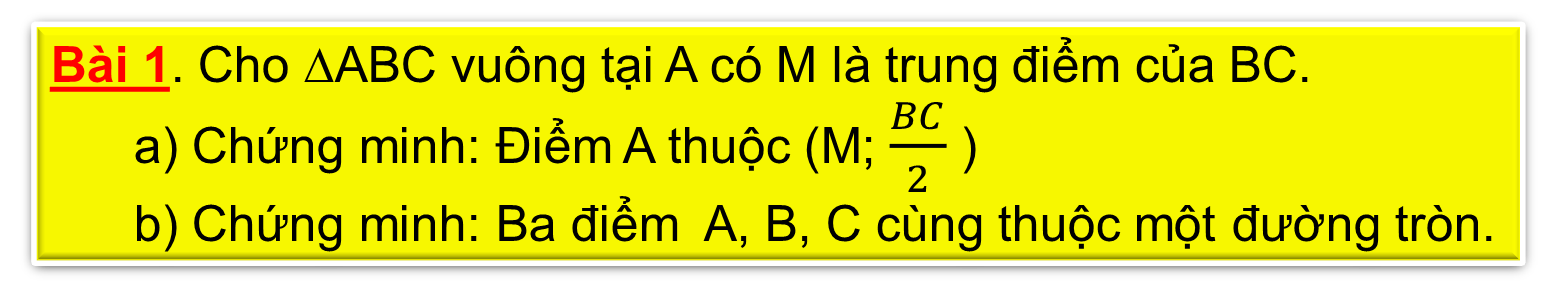 Bài 1. Cho ∆ABC vuông tại A có M là trung điểm của BC.
a) Chứng minh: Điểm A thuộc (M; BC/2 )
b) Chứng minh: Ba điểm A, B, C cùng thuộc một đường tròn.